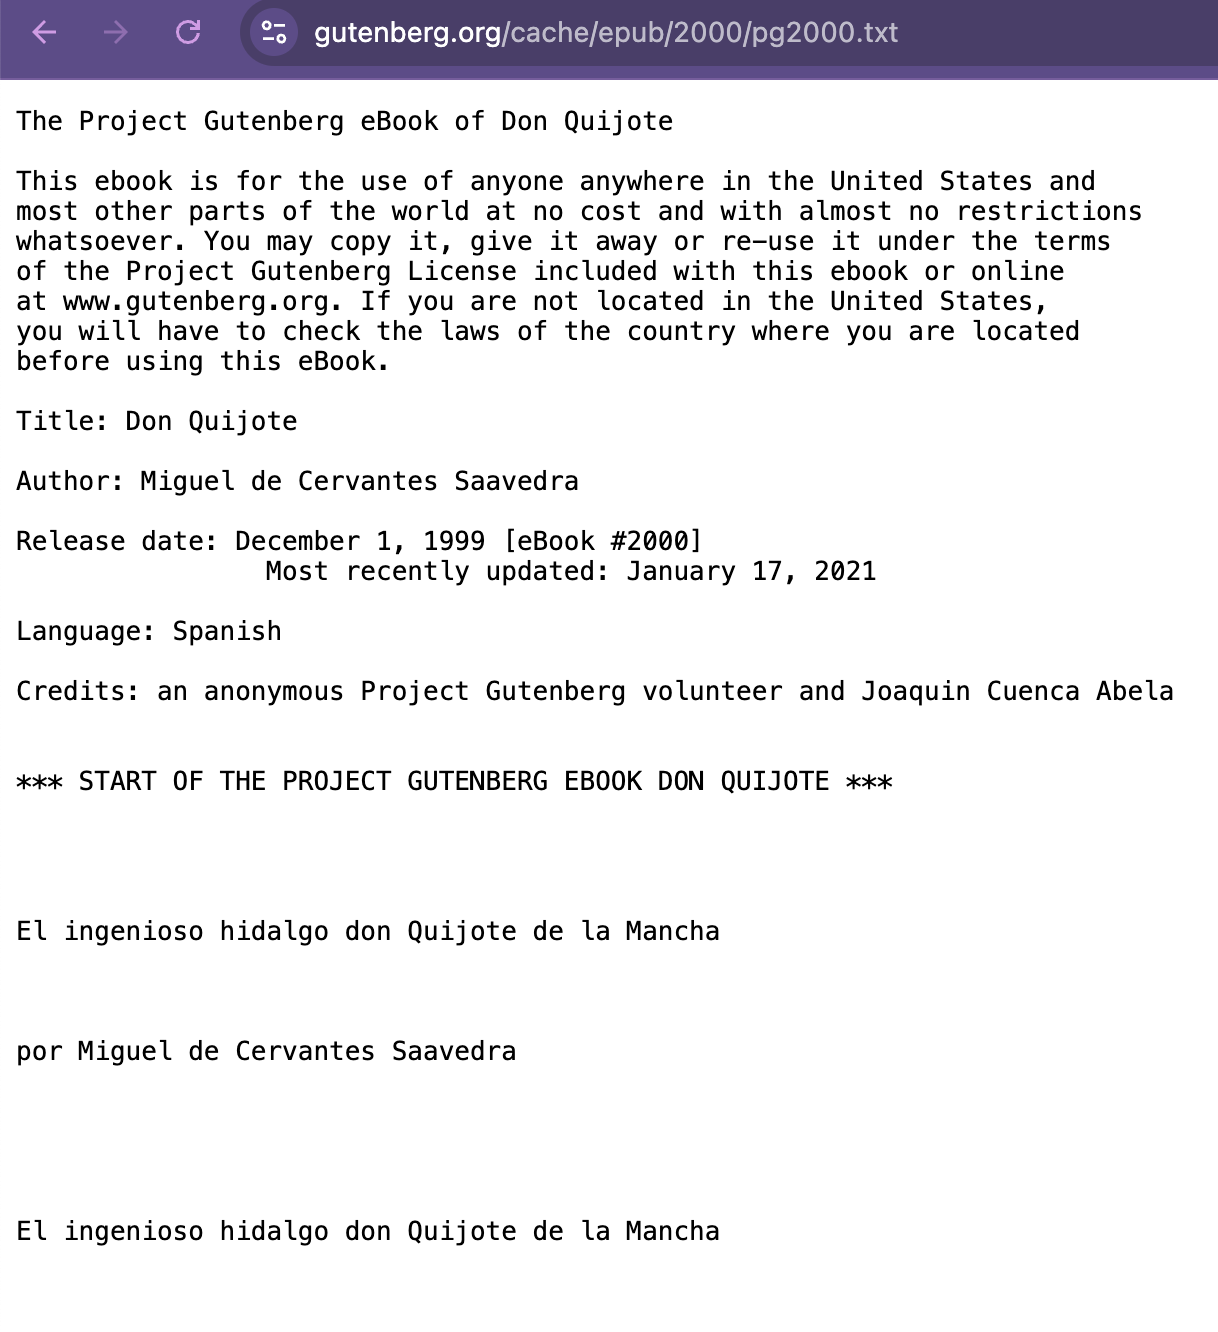 gutenberg.org/cache/epub/2000/pg2000.txt
The Project Gutenberg eBook of Don Quijote
This ebook is for the use of anyone anywhere in the United States and
most other parts of the world at no cost and with almost no restrictions
whatsoever. You may copy it, give it away or re-use it under the terms
of the Project Gutenberg License included with this ebook or online
at www.gutenberg.org. If you are not located in the United States,
you will have to check the laws of the country where you are located
before using this eBook.
Title: Don Quijote
Author: Miguel de Cervantes Saavedra
Release date: December 1, 1999 [eBook #2000]
Most recently updated: January 17, 2021
Language: Spanish
Credits: an anonymous Project Gutenberg volunteer and Joaquin Cuenca Abela
*** START OF THE PROJECT GUTENBERG EBOOK DON QUIJOTE ***
El ingenioso hidalgo don Quijote de la Mancha
por Miguel de Cervantes Saavedra
El ingenioso hidalgo don Quijote de la Mancha